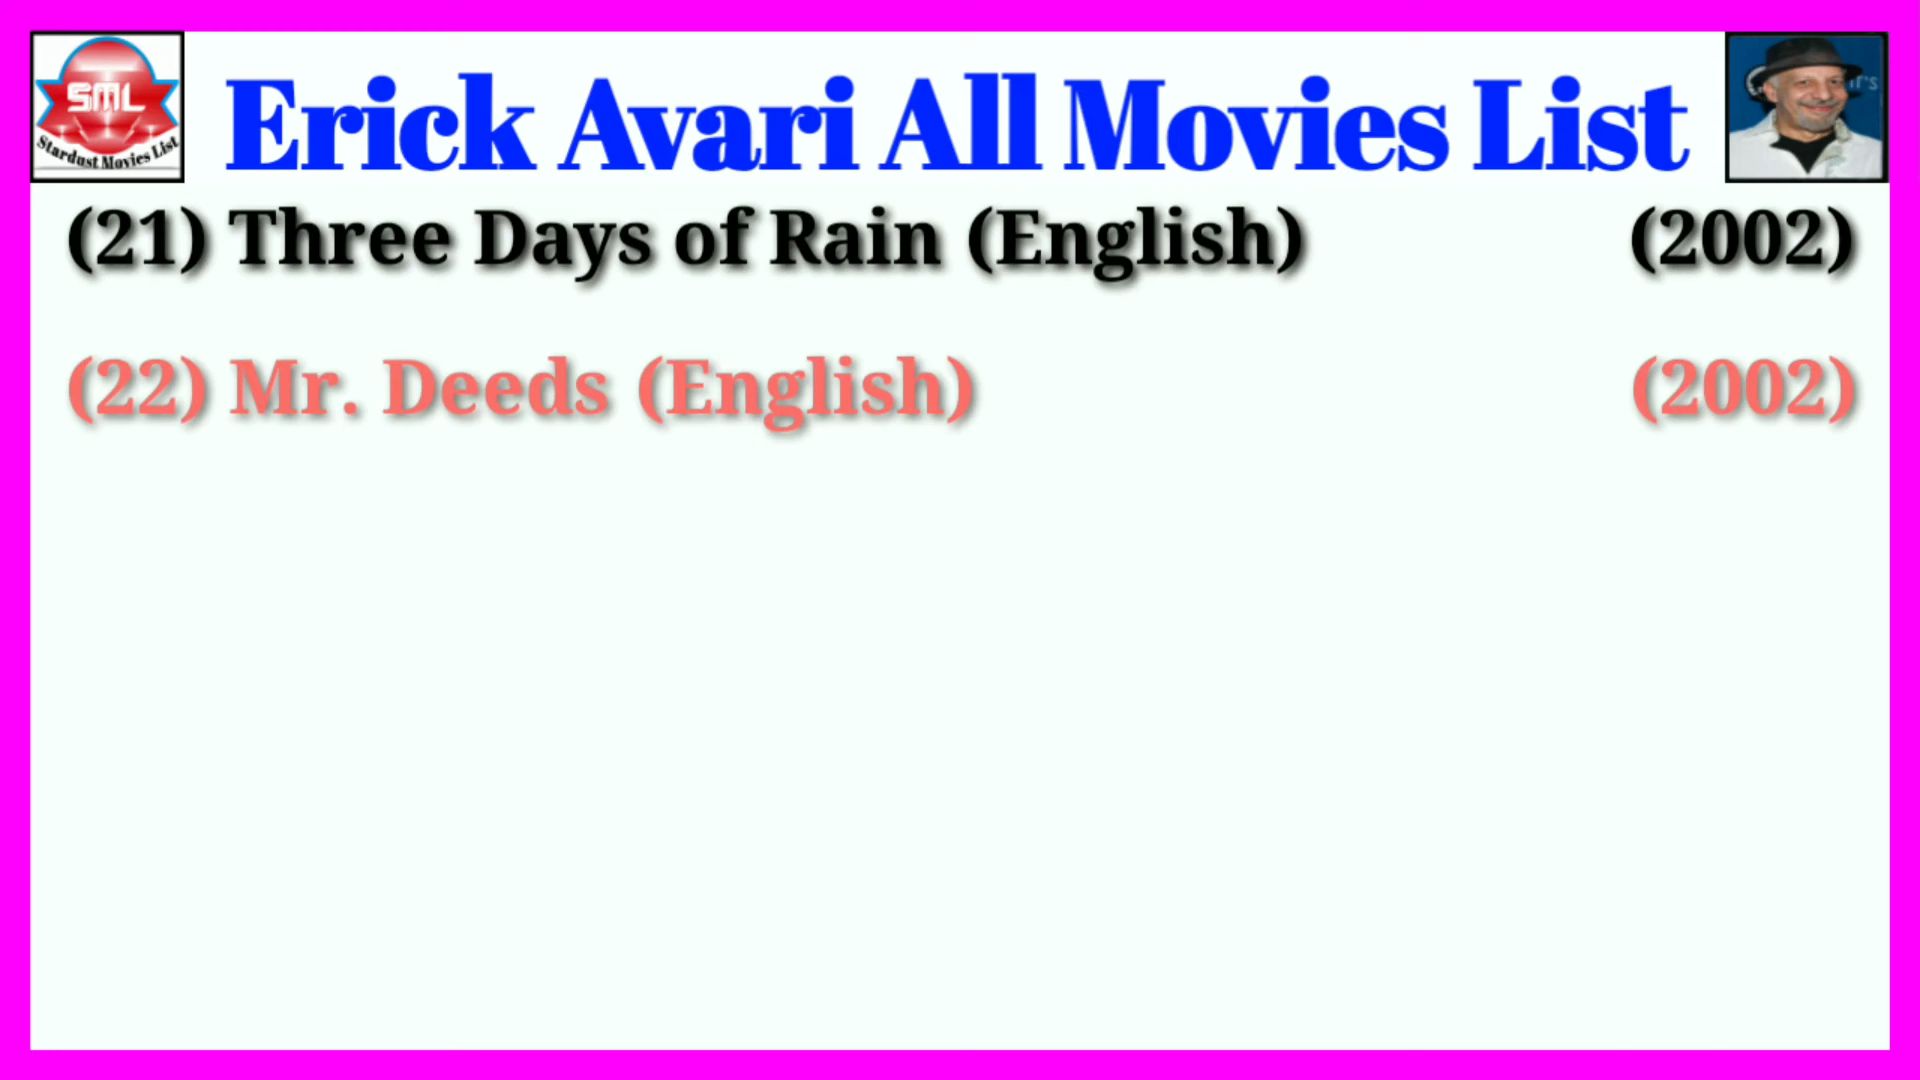 SML
Stardust Movies List
Erick Avari All Movies List
(21) Three Days of Rain (English) (2002)
(22) Mr. Deeds (English) (2002)